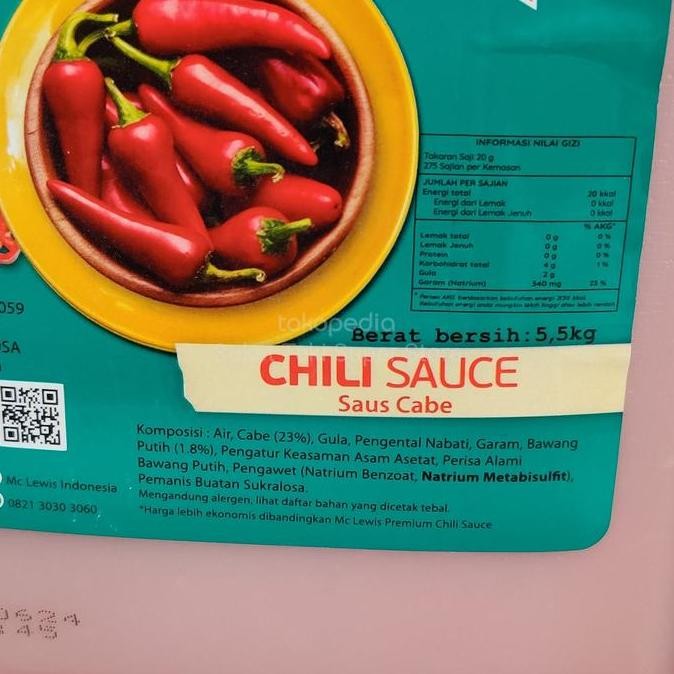 INFORMASI NILAI GIZI
Takaran Saji 20 g
275 Sajian per Kemasan
JUMLAH PER SAJIAN
Energi total 20 kkal
Energi dari Lemak 0 kkal
Energi dari Lemak Jenuh 0 kkal
% AKG*
Lemak total 0 g 0 %
Lemak Jenuh 0 g 0 %
Protein 0 g 0 %
Karbohidrat total 4 g 1 %
Gula 2 g
Garam (Natrium) 340 mg 23 %
059
tokopedia
Berat bersih:5,5kg
CHILI SAUCE
Saus Cabe
Komposisi : Air, Cabe (23%), Gula, Pengental Nabati, Garam, Bawang
Putih (1.8%), Pengatur Keasaman Asam Asetat, Perisa Alami
Bawang Putih, Pengawet (Natrium Benzoat, Natrium Metabisulfit),
Pemanis Buatan Sukralosa.
Mengandung alergen, lihat daftar bahan yang dicetak tebal.
*Harga lebih ekonomis dibandingkan Mc Lewis Premium Chili Sauce
Mc Lewis Indonesia
0821 3030 3060